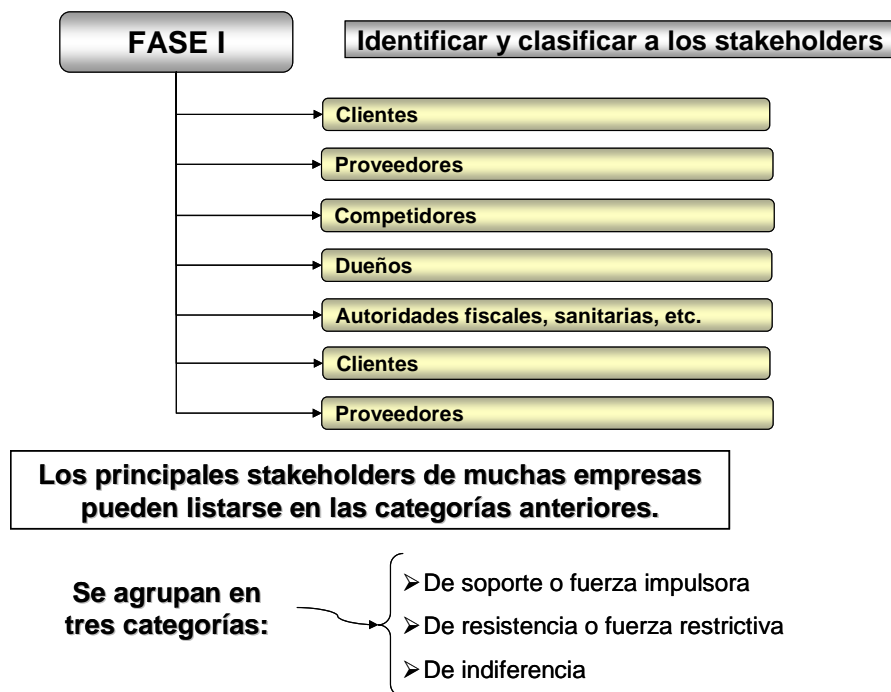 FASE I
Identificar y clasificar a los stakeholders
Clientes
Proveedores
Competidores
Dueños
Autoridades fiscales, sanitarias, etc.
Clientes
Proveedores
Los principales stakeholders de muchas empresas
pueden listarse en las categorías anteriores.
Se agrupan en
tres categorías:
➢De soporte o fuerza impulsora
➢De resistencia o fuerza restrictiva
➢De indiferencia